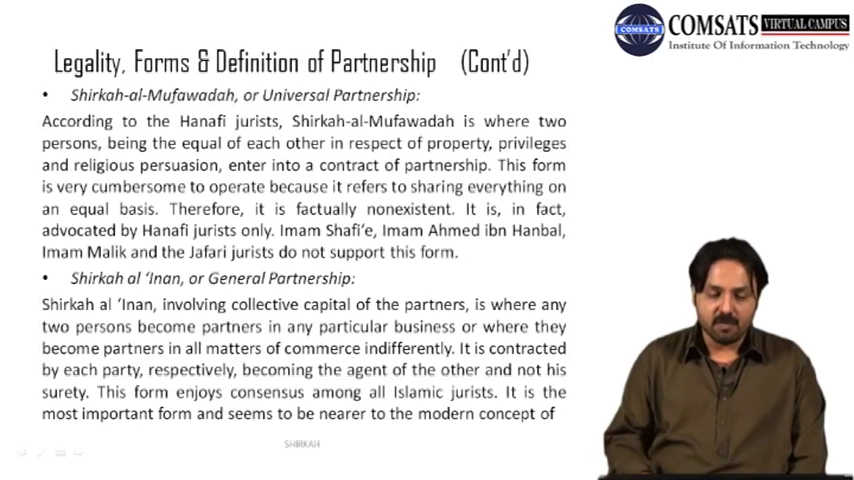 COMSATS
COMSATS VIRTUAL CAMPUS
Institute Of Information Technology
Legality, Forms & Definition of Partnership (Cont'd)
• Shirkah-al-Mufawadah, or Universal Partnership:
According to the Hanafi jurists, Shirkah-al-Mufawadah is where two
persons, being the equal of each other in respect of property, privileges
and religious persuasion, enter into a contract of partnership. This form
is very cumbersome to operate because it refers to sharing everything on
an equal basis. Therefore, it is factually nonexistent. It is, in fact,
advocated by Hanafi jurists only. Imam Shafi‘e, Imam Ahmed ibn Hanbal,
Imam Malik and the Jafari jurists do not support this form.
• Shirkah al ‘Inan, or General Partnership:
Shirkah al ‘Inan, involving collective capital of the partners, is where any
two persons become partners in any particular business or where they
become partners in all matters of commerce indifferently. It is contracted
by each party, respectively, becoming the agent of the other and not his
surety. This form enjoys consensus among all Islamic jurists. It is the
most important form and seems to be nearer to the modern concept of
SHIRKAH